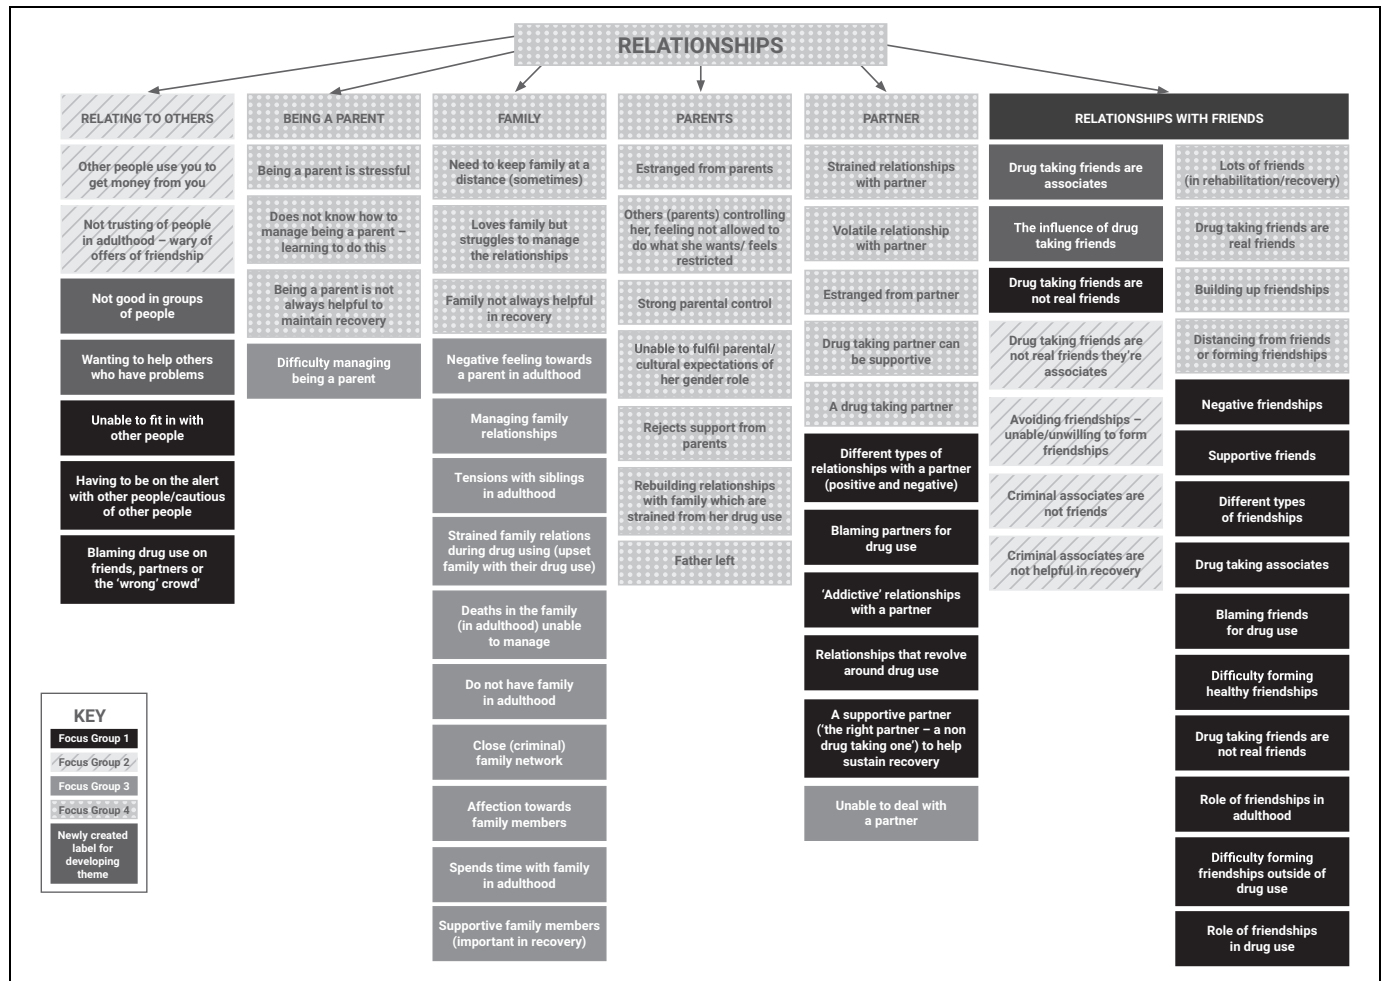 RELATIONSHIPS
RELATING TO OTHERS
Other people use you to
get money from you
Not trusting of people
in adulthood – wary of
offers of friendship
Not good in groups
of people
Wanting to help others
who have problems
Unable to fit in with
other people
Having to be on the alert
with other people/cautious
of other people
Blaming drug use on
friends, partners or
the ‘wrong’ crowd’
BEING A PARENT
Being a parent is stressful
Does not know how to
manage being a parent –
learning to do this
Being a parent is not
always helpful to
maintain recovery
Difficulty managing
being a parent
FAMILY
Need to keep family at a
distance (sometimes)
Loves family but
struggles to manage
the relationships
Family not always helpful
in recovery
Negative feeling towards
a parent in adulthood
Managing family
relationships
Tensions with siblings
in adulthood
Strained family relations
during drug using (upset
family with their drug use)
Deaths in the family
(in adulthood) unable
to manage
Do not have family
in adulthood
Close (criminal)
family network
Affection towards
family members
Spends time with family
in adulthood
Supportive family members
(important in recovery)
PARENTS
Estranged from parents
Others (parents) controlling
her, feeling not allowed to
do what she wants/ feels
restricted
Strong parental control
Unable to fulfil parental/
cultural expectations of
her gender role
Rejects support from
parents
Rebuilding relationships
with family which are
strained from her drug use
Father left
PARTNER
Strained relationships
with partner
Volatile relationship
with partner
Estranged from partner
Drug taking partner can
be supportive
A drug taking partner
Different types of
relationships with a partner
(positive and negative)
Blaming partners for
drug use
‘Addictive’ relationships
with a partner
Relationships that revolve
around drug use
A supportive partner
(‘the right partner – a non
drug taking one’) to help
sustain recovery
Unable to deal with
a partner
RELATIONSHIPS WITH FRIENDS
Drug taking friends are
associates
The influence of drug
taking friends
Drug taking friends are
not real friends
Drug taking friends are
not real friends they’re
associates
Avoiding friendships –
unable/unwilling to form
friendships
Criminal associates are
not friends
Criminal associates are
not helpful in recovery
Lots of friends
(in rehabilitation/recovery)
Drug taking friends are
real friends
Building up friendships
Distancing from friends
or forming friendships
Negative friendships
Supportive friends
Different types
of friendships
Drug taking associates
Blaming friends
for drug use
Difficulty forming
healthy friendships
Drug taking friends are
not real friends
Role of friendships in
adulthood
Difficulty forming
friendships outside of
drug use
Role of friendships
in drug use
KEY
Focus Group 1
Focus Group 2
Focus Group 3
Focus Group 4
Newly created
label for
developing
theme